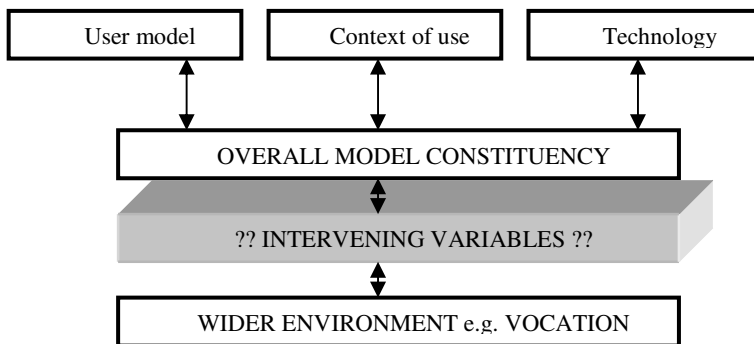 User model
Context of use
Technology
OVERALL MODEL CONSTITUENCY
?? INTERVENING VARIABLES ??
WIDER ENVIRONMENT e.g. VOCATION